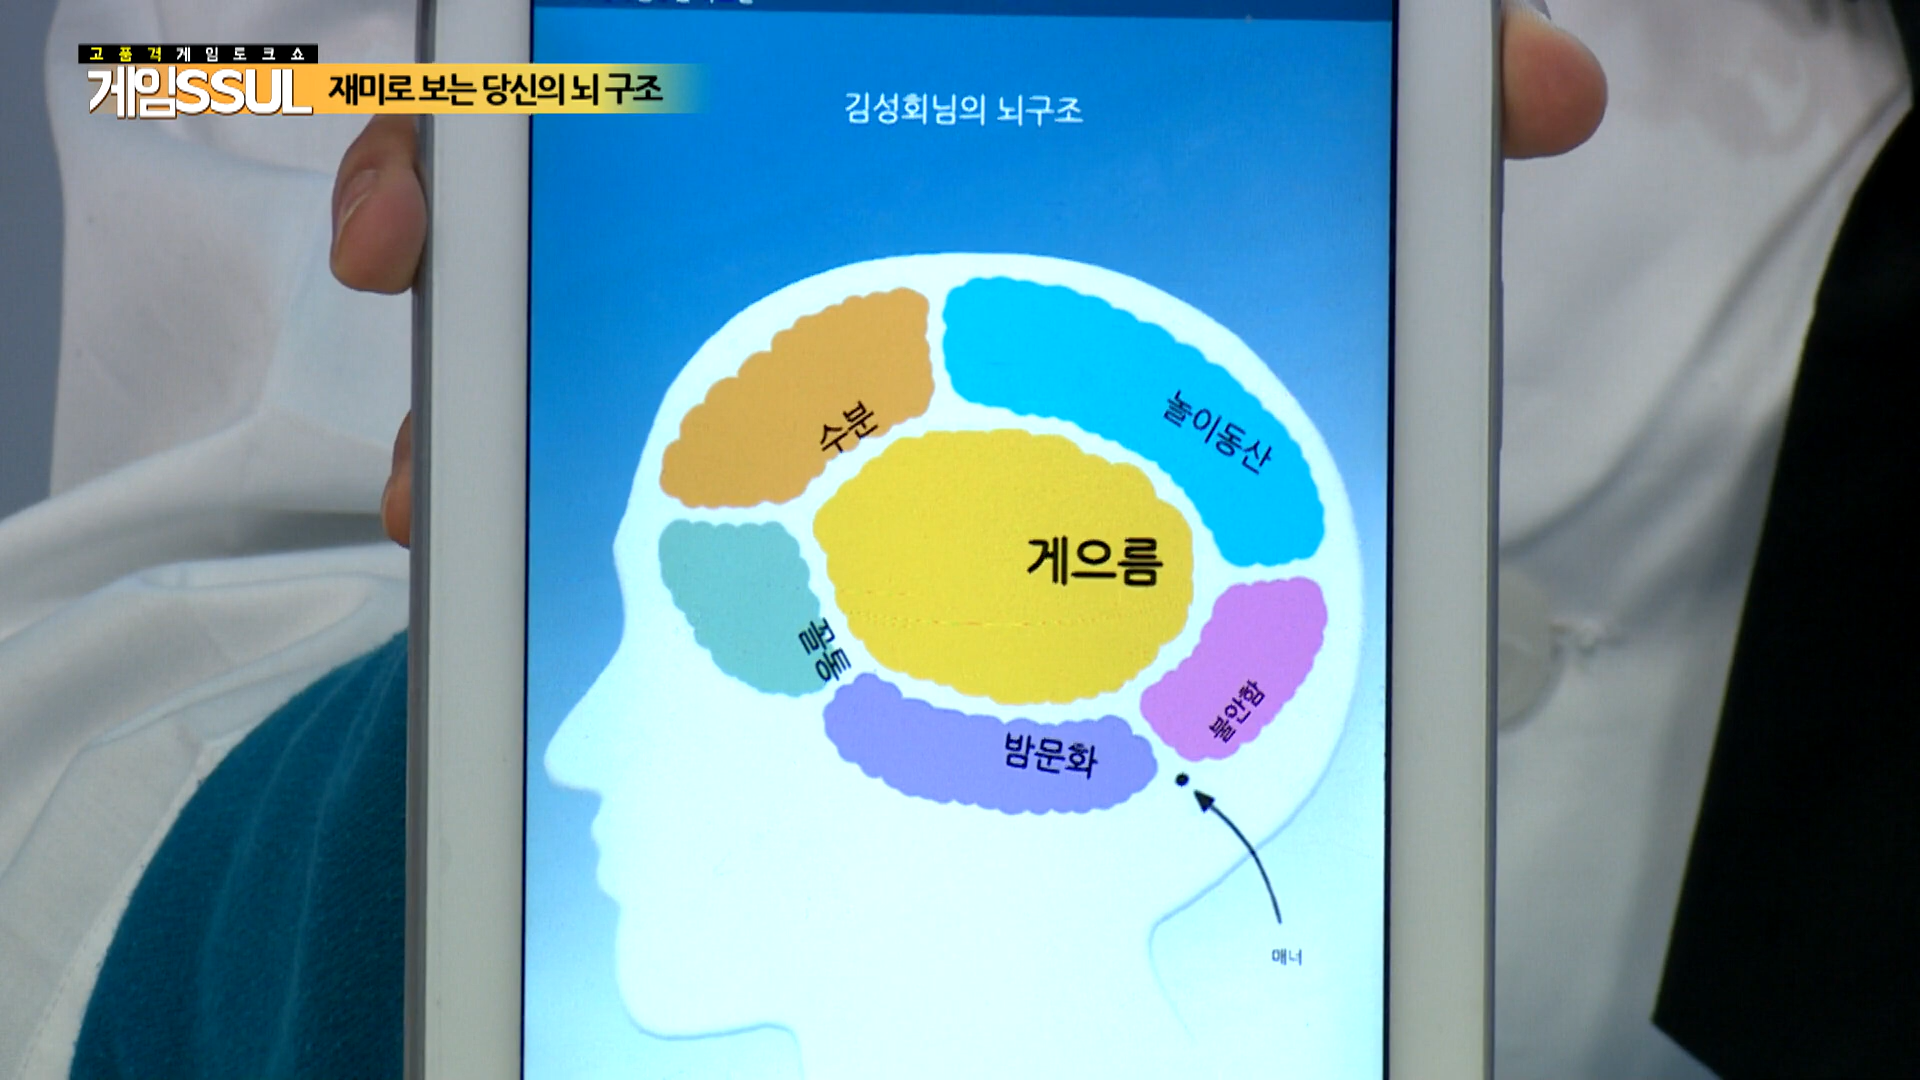 고품격게임토크쇼
게임SSUL
재미로 보는 당신의 뇌 구조
김성회님의 뇌구조
수분
놀이동산
게으름
꼴통
불안함
밤문화
매너